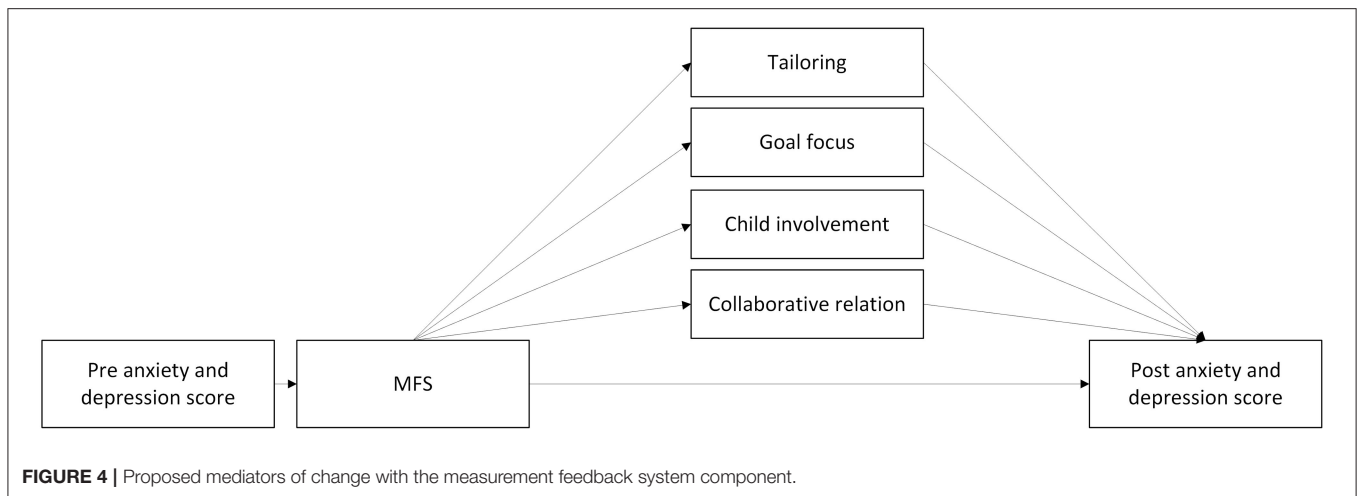 Tailoring
Goal focus
Child involvement
Collaborative relation
Pre anxiety and
depression score
MFS
Post anxiety and
depression score
FIGURE 4 | Proposed mediators of change with the measurement feedback system component.